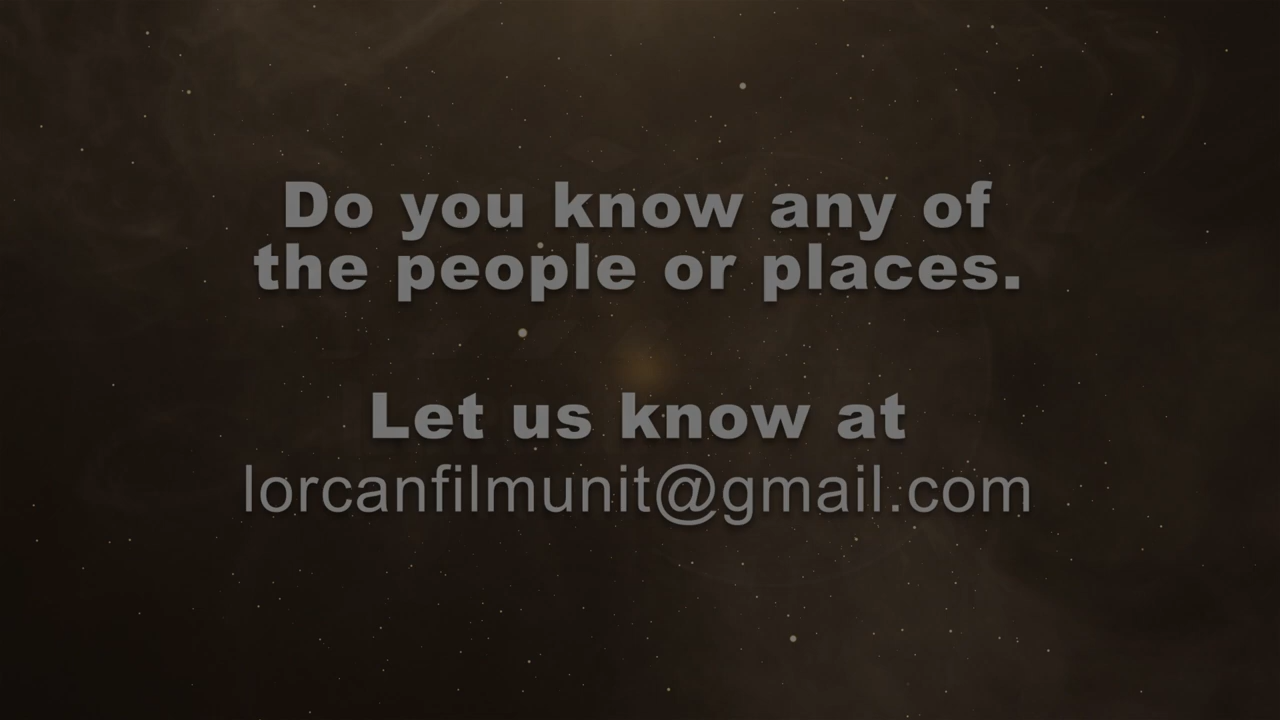 Do you know any of
the people or places.
Let us know at
lorcanfilmunit@gmail.com